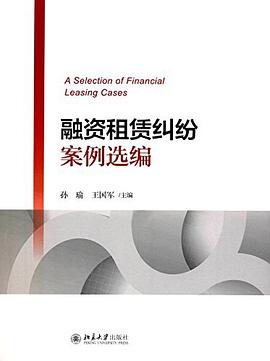 A Selection of Financial
Leasing Cases
融资租赁纠纷
案例选编
孙 瑜 王国军 /主编
北京大学出版社
PEKING UNIVERSITY PRESS